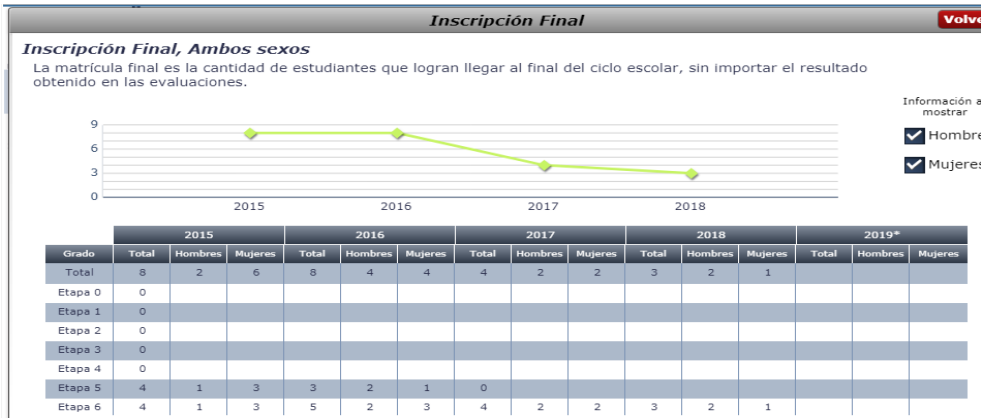 Inscripción Final
Inscripción Final, Ambos sexos
La matrícula final es la cantidad de estudiantes que logran llegar al final del ciclo escolar, sin importar el resultado
obtenido en las evaluaciones.
Información a
mostrar
Hombre
Mujeres
9
6
3
0
2015 2016 2017 2018
2015 2016 2017 2018 2019*
Grado Total Hombres Mujeres Total Hombres Mujeres Total Hombres Mujeres Total Hombres Mujeres Total Hombres Mujeres
Total 8 2 6 8 4 4 4 2 2 3 2 1
Etapa 0 0
Etapa 1 0
Etapa 2 0
Etapa 3 0
Etapa 4 0
Etapa 5 4 1 3 3 2 1 0
Etapa 6 4 1 3 5 2 3 4 2 2 3 2 1